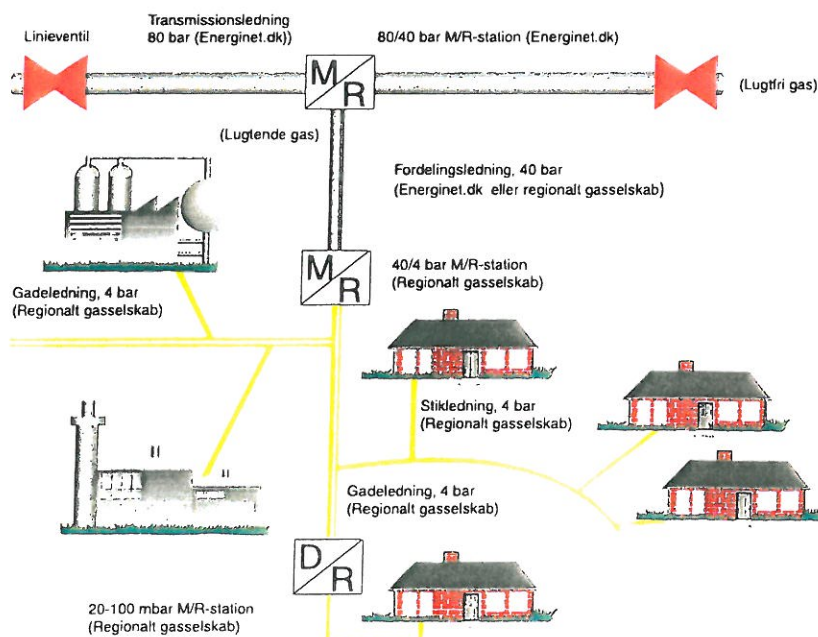 Transmissionsledning
80 bar (Energinet.dk))
Linieventil
80/40 bar M/R-station (Energinet.dk)
M/R
(Lugtfri gas)
(Lugtende gas)
Fordelingsledning, 40 bar
(Energinet.dk eller regionalt gasselskab)
M/R
40/4 bar M/R-station
(Regionalt gasselskab)
Gadeledning, 4 bar
(Regionalt gasselskab)
Stikledning, 4 bar
(Regionalt gasselskab)
Gadeledning, 4 bar
(Regionalt gasselskab)
D/R
20-100 mbar M/R-station
(Regionalt gasselskab)